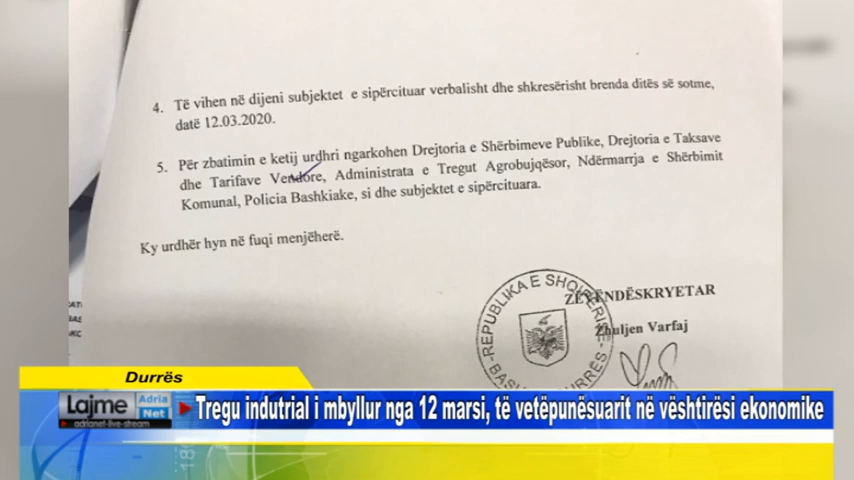 4. Të vihen në dijeni subjektet e sipërcituar verbalisht dhe shkresërisht brenda ditës së sotme,
datë 12.03.2020.
5. Për zbatimin e ketij urdhri ngarkohen Drejtoria e Shërbimeve Publike, Drejtoria e Taksave
dhe Tarifave Vendore, Administrata e Tregut Agrobujqësor, Ndërmarrja e Shërbimit
Komunal, Policia Bashkiake, si dhe subjektet e sipërcituara.
Ky urdhër hyn në fuqi menjëherë.
REPUBLIKA E SHQIPËRISË
ZËVENDËSKRYETAR
Zhuljen Varfaj
Durrës
Lajme Adria Net
adrianet-live-stream
Tregu indutrial i mbyllur nga 12 marsi, të vetëpunësuarit në vështirësi ekonomike